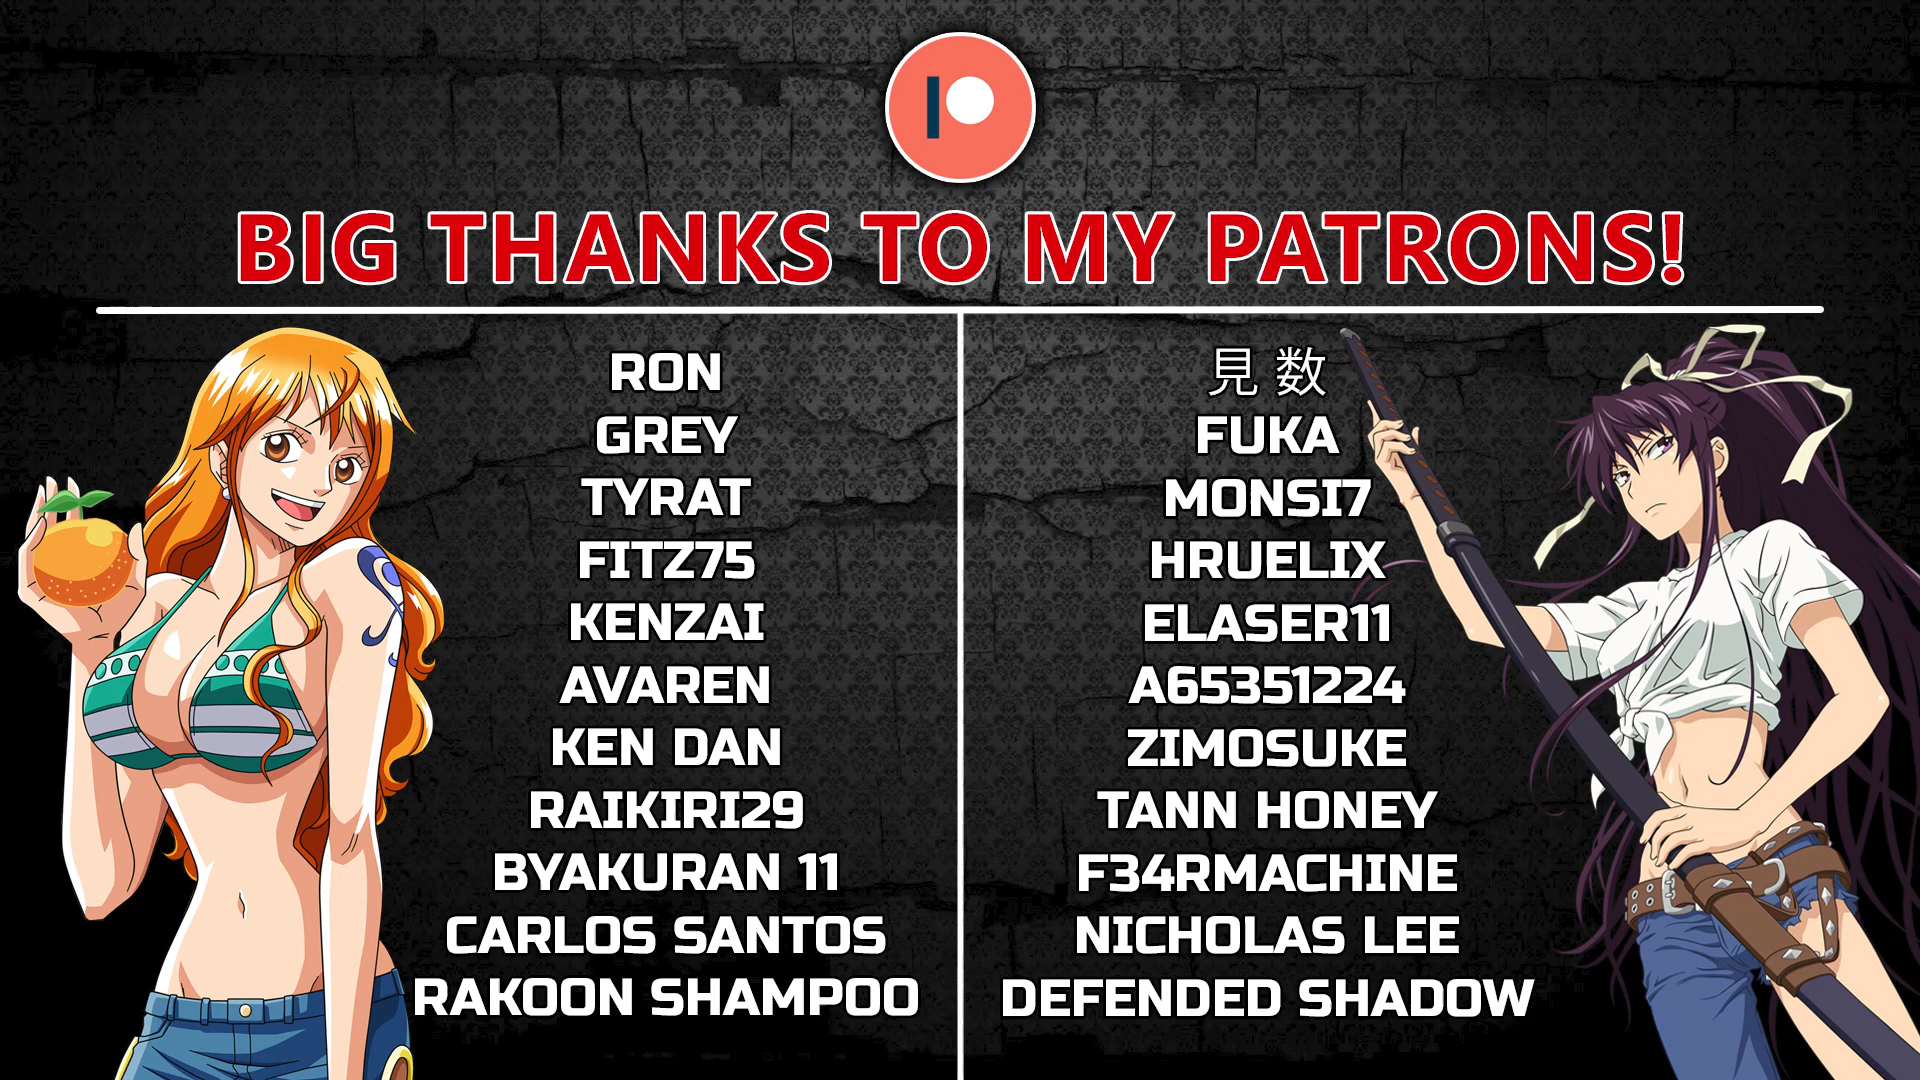 BIG THANKS TO MY PATRONS!
RON
GREY
TYRAT
FITZ75
KENZAI
AVAREN
KEN DAN
RAIKIRI29
BYAKURAN 11
CARLOS SANTOS
RAKOON SHAMPOO
見 数
FUKA
MONSI7
HRUELIX
ELASER11
A65351224
ZIMOSUKE
TANN HONEY
F34RMACHINE
NICHOLAS LEE
DEFENDED SHADOW